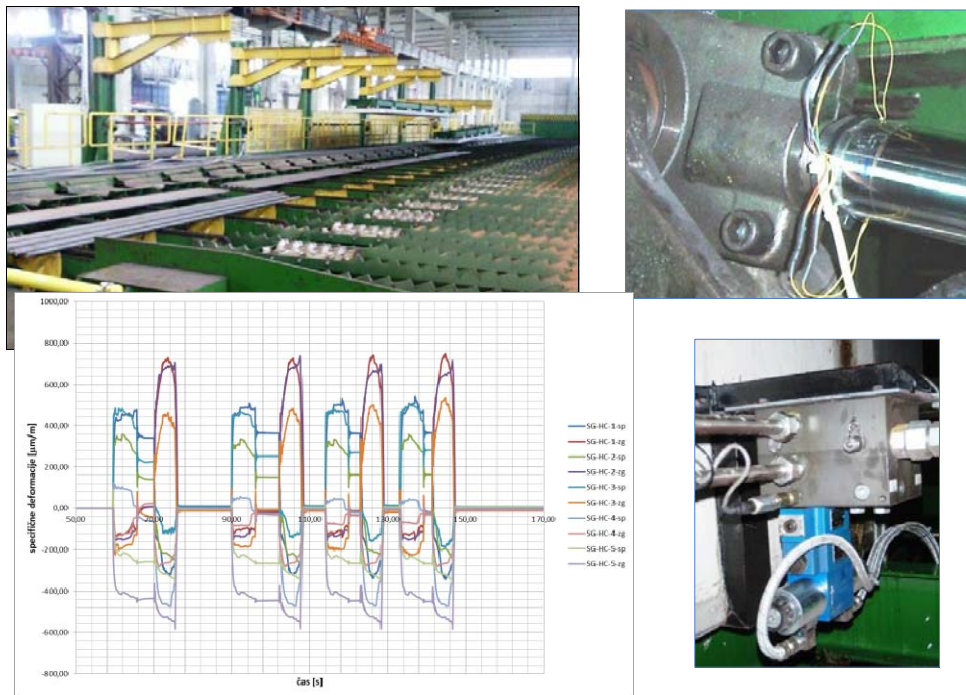 1000,00
800,00
600,00
400,00
200,00
0,00
-200,00
-400,00
-600,00
-800,00
specifične deformacije [µm/m]
50,00 70,00 90,00 110,00 130,00 150,00 170,00
čas [s]
SG-HC-1-sp
SG-HC-1-zg
SG-HC-2-sp
SG-HC-2-zg
SG-HC-3-sp
SG-HC-3-zg
SG-HC-4-sp
SG-HC-4-zg
SG-HC-5-sp
SG-HC-5-zg